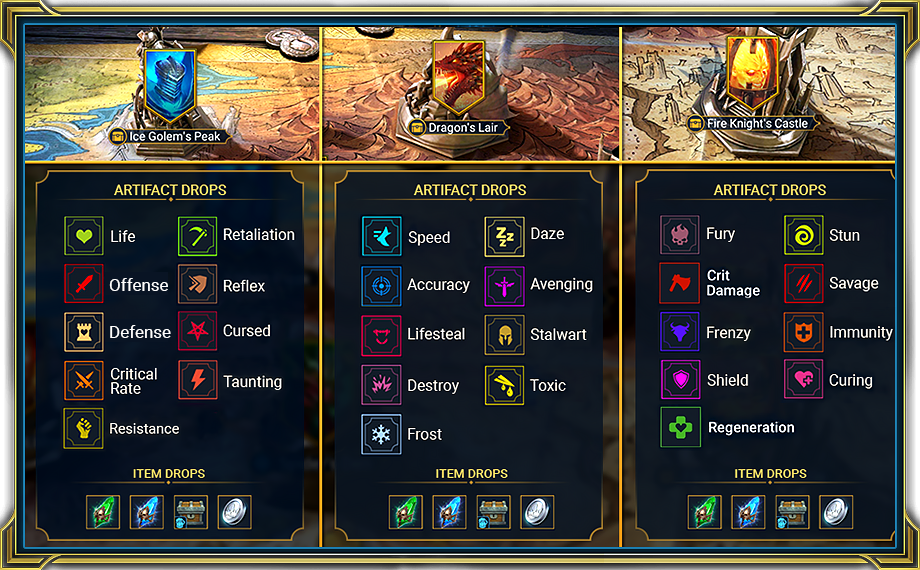 Ice Golem's Peak
Dragon's Lair
Fire Knight's Castle
ARTIFACT DROPS
Life
Retaliation
Offense
Reflex
Defense
Cursed
Critical
Rate
Taunting
Resistance
ITEM DROPS
ARTIFACT DROPS
Speed
Daze
Accuracy
Avenging
Lifesteal
Stalwart
Destroy
Toxic
Frost
ITEM DROPS
ARTIFACT DROPS
Fury
Stun
Crit
Damage
Savage
Frenzy
Immunity
Shield
Curing
Regeneration
ITEM DROPS